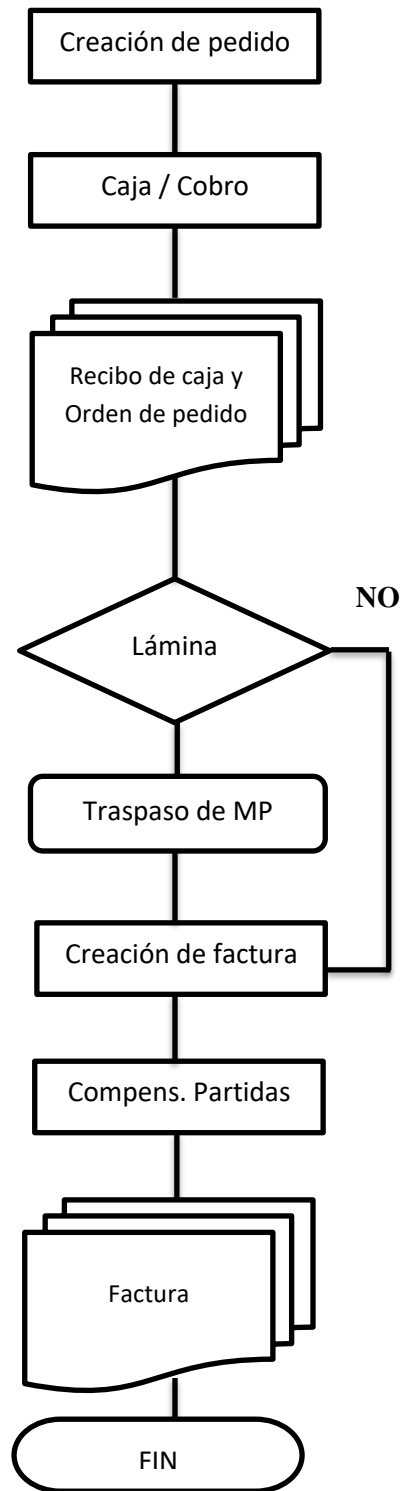 Creación de pedido
Caja / Cobro
Recibo de caja y
Orden de pedido
NO
Lámina
Traspaso de MP
Creación de factura
Compens. Partidas
Factura
FIN